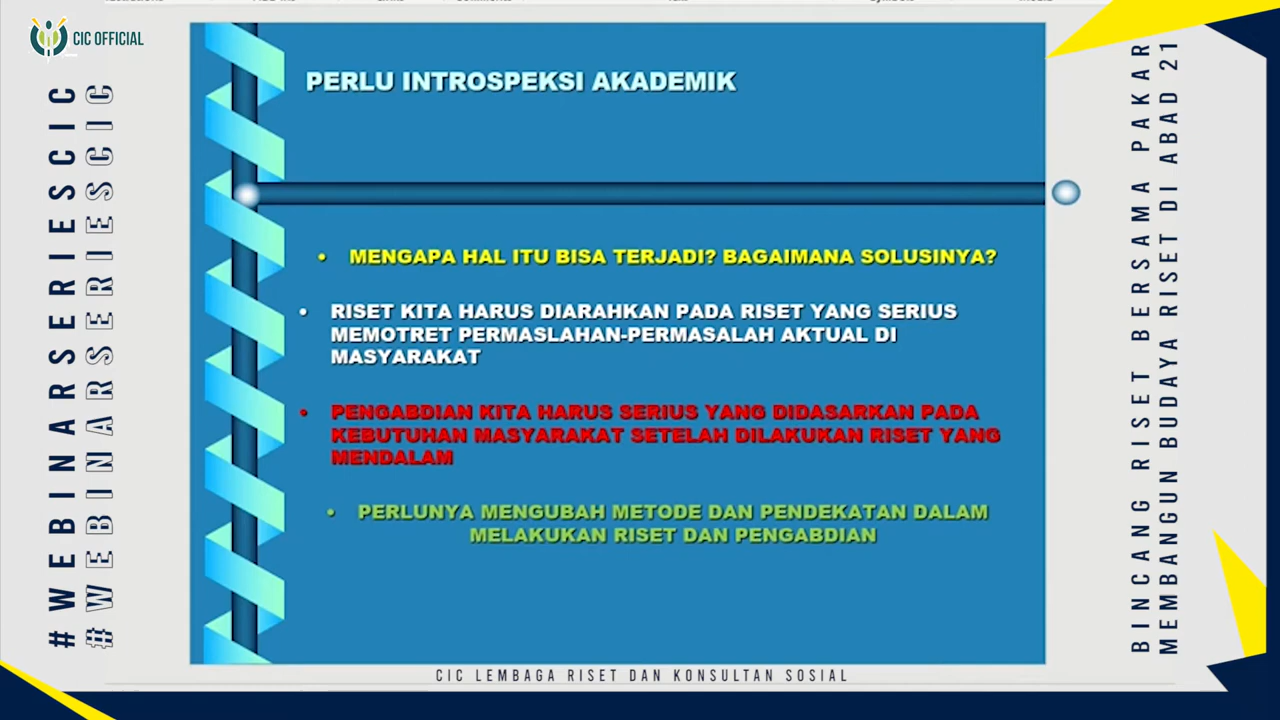 CIC OFFICIAL
#WEBINARSERIESCIC
#WEBINARSERIESCIC
PERLU INTROSPEKSI AKADEMIK
• MENGAPA HAL ITU BISA TERJADI? BAGAIMANA SOLUSINYA?
• RISET KITA HARUS DIARAHKAN PADA RISET YANG SERIUS
MEMOTRET PERMASLAHAN-PERMASALAH AKTUAL DI
MASYARAKAT
• PENGABDIAN KITA HARUS SERIUS YANG DIDASARKAN PADA
KEBUTUHAN MASYARAKAT SETELAH DILAKUKAN RISET YANG
MENDALAM
• PERLUNYA MENGUBAH METODE DAN PENDEKATAN DALAM
MELAKUKAN RISET DAN PENGABDIAN
BINCANG RISET BERSAMA PAKAR
MEMBANGUN BUDAYA RISET DI ABAD 21
CIC LEMBAGA RISET DAN KONSULTAN SOSIAL